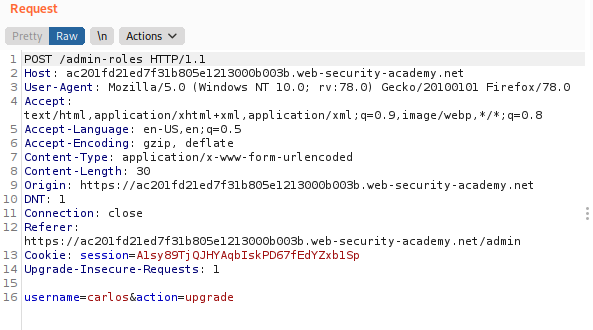 Request
Pretty Raw \n Actions
1 POST /admin-roles HTTP/1.1
2 Host: ac201fd21ed7f31b805e1213000b003b.web-security-academy.net
3 User-Agent: Mozilla/5.0 (Windows NT 10.0; rv:78.0) Gecko/20100101 Firefox/78.0
4 Accept:
text/html,application/xhtml+xml,application/xml;q=0.9,image/webp,*/*;q=0.8
5 Accept-Language: en-US,en;q=0.5
6 Accept-Encoding: gzip, deflate
7 Content-Type: application/x-www-form-urlencoded
8 Content-Length: 30
9 Origin: https://ac201fd21ed7f31b805e1213000b003b.web-security-academy.net
10 DNT: 1
11 Connection: close
12 Referer:
https://ac201fd21ed7f31b805e1213000b003b.web-security-academy.net/admin
13 Cookie: session=A1sy89TjQJHYAqbIskPD67fEdYZxb1Sp
14 Upgrade-Insecure-Requests: 1
15
16 username=carlos&action=upgrade